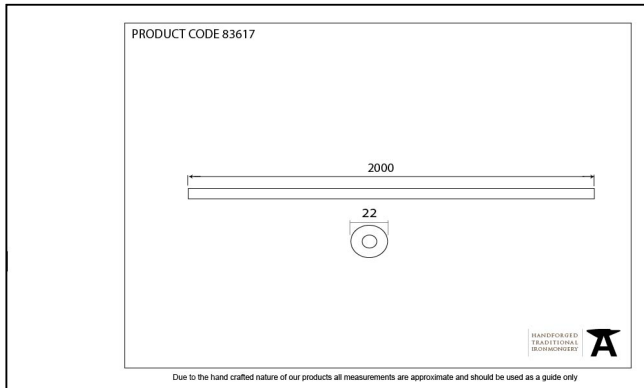 PRODUCT CODE 83617
2000
22
HANDFORGED
TRADITIONAL
IRONMONGERY
Due to the hand crafted nature of our products all measurements are approximate and should be used as a guide only